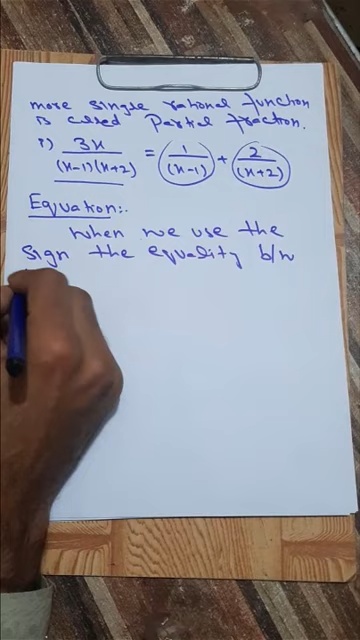 more single rational function
is called Partial fraction.
i) 3x/(x-1)(x+2) = 1/(x-1) + 2/(x+2)
Equation:.
When we use the
sign the equality b/w